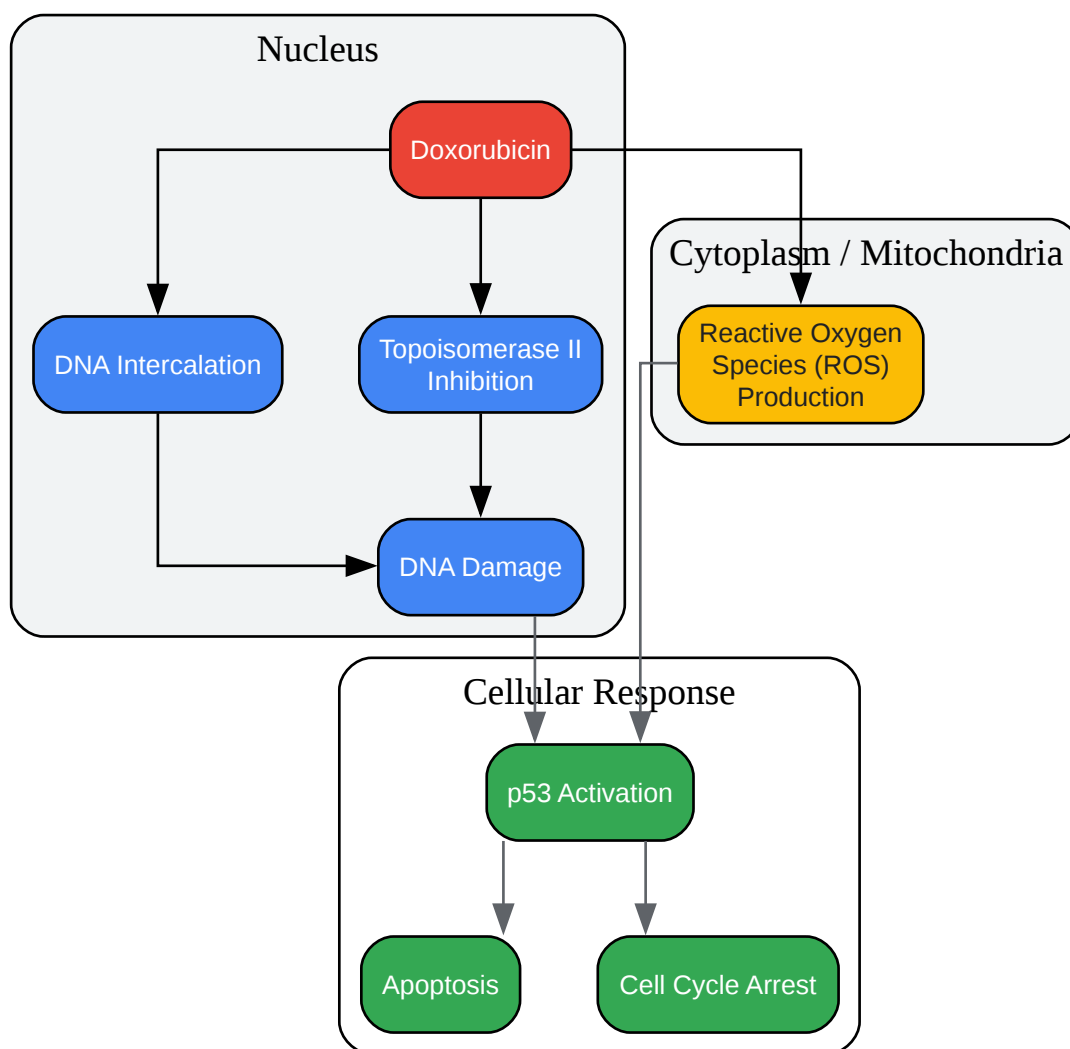 Nucleus
Doxorubicin
Cytoplasm / Mitochondria
DNA Intercalation
Topoisomerase II
Inhibition
Reactive Oxygen
Species (ROS)
Production
DNA Damage
Cellular Response
p53 Activation
Apoptosis
Cell Cycle Arrest